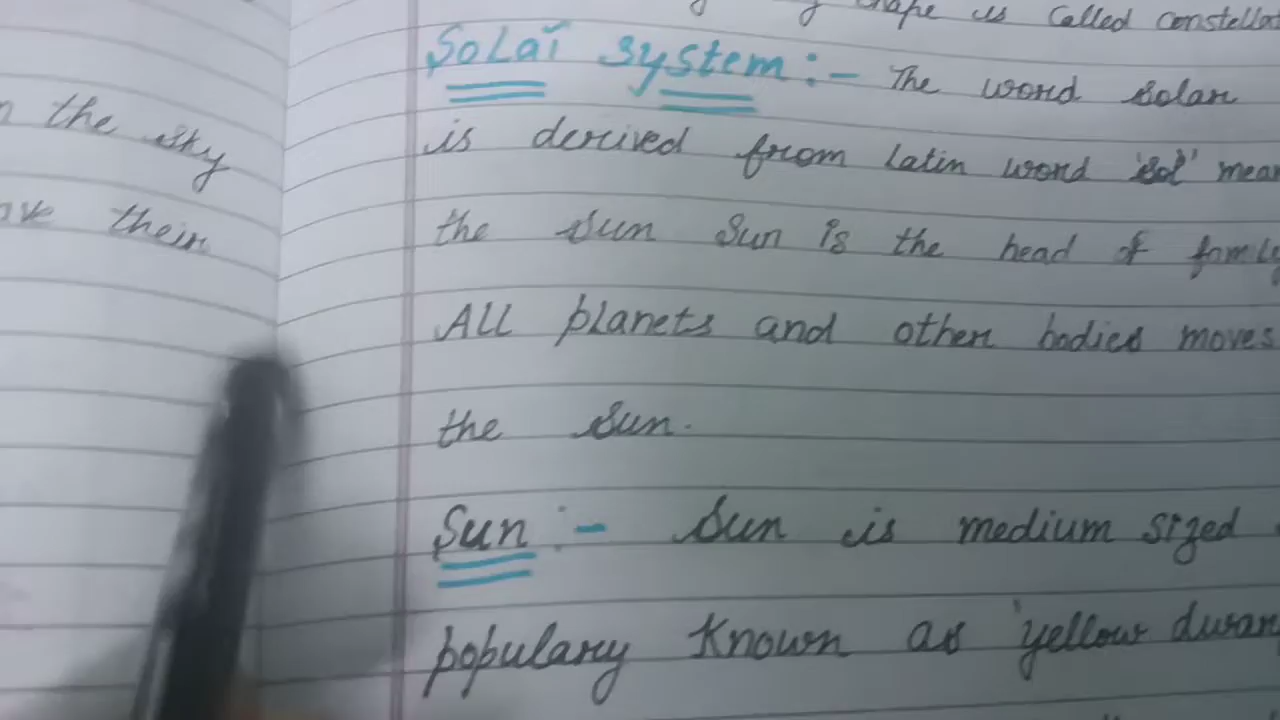 shape is called constella
Solar System :- The word solar
is derived from latin word 'sol' mean
the sun Sun is the head of family
All planets and other bodies moves
the sun.
Sun :- Sun is medium sized
populary known as 'yellow dwar
the sky
ve their